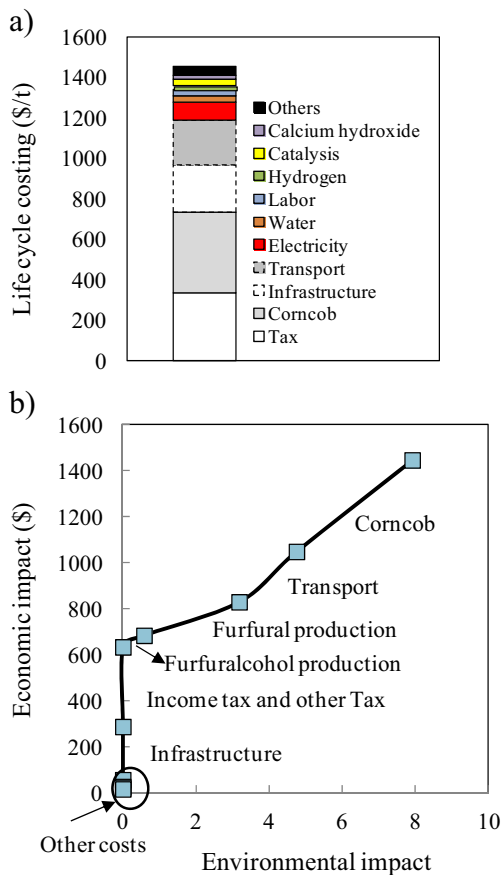 a)
1600
1400
1200
1000
800
600
400
200
0
Life cycle costing ($/t)
Others
Calcium hydroxide
Catalysis
Hydrogen
Labor
Water
Electricity
Transport
Infrastructure
Corncob
Tax
b)
1600
1400
1200
1000
800
600
400
200
0
Economic impact ($)
Corncob
Transport
Furfural production
Furfuralcohol production
Income tax and other Tax
Infrastructure
Other costs
0 2 4 6 8 10
Environmental impact